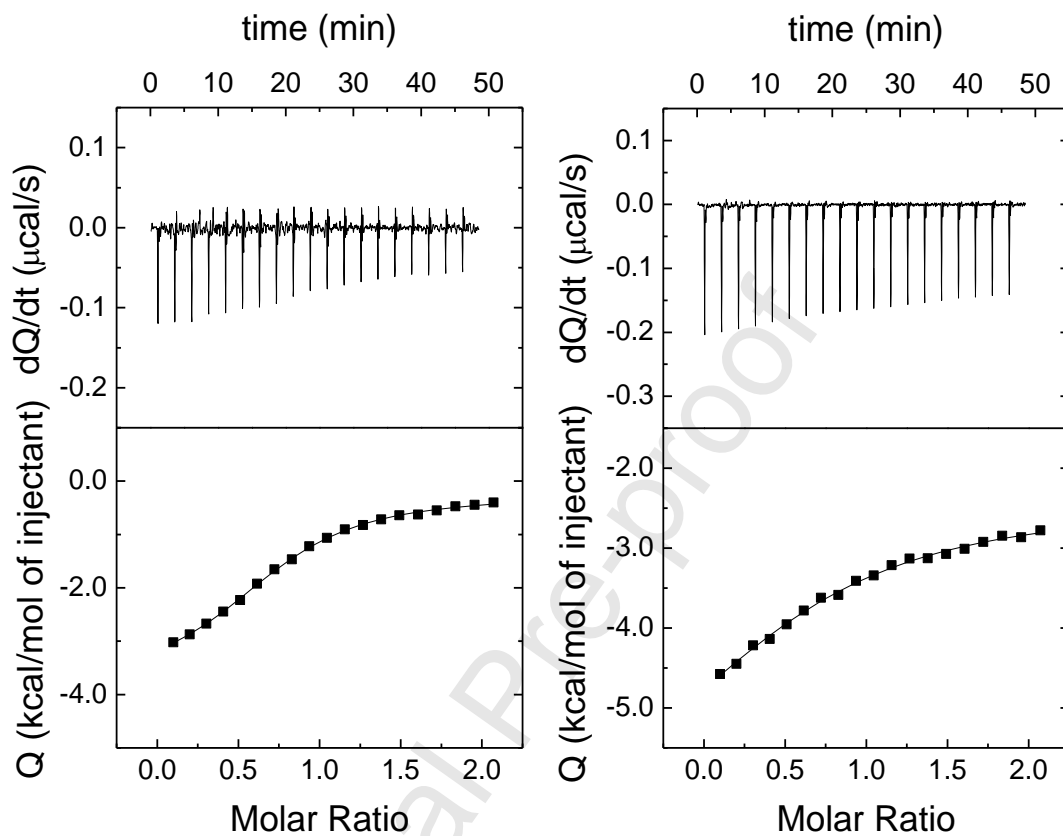 time (min)
0 10 20 30 40 50
0.1
0.0
-0.1
-0.2
dQ/dt (μcal/s)
0.0
-2.0
-4.0
Q (kcal/mol of injectant)
0.0 0.5 1.0 1.5 2.0
Molar Ratio
time (min)
0 10 20 30 40 50
0.1
0.0
-0.1
-0.2
-0.3
dQ/dt (μcal/s)
-2.0
-3.0
-4.0
-5.0
Q (kcal/mol of injectant)
0.0 0.5 1.0 1.5 2.0
Molar Ratio
al Pre-proof